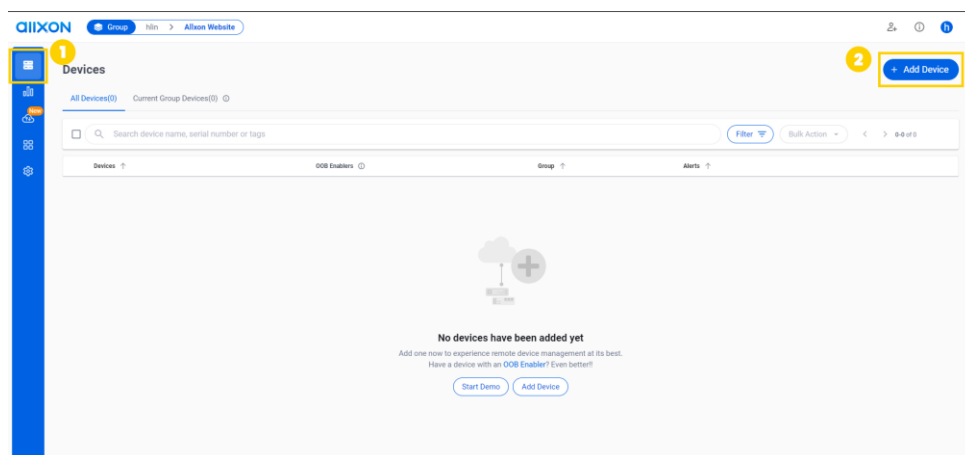 allxon Group hlin > Allxon Website h
1
2
Devices
+ Add Device
All Devices(0) Current Group Devices(0)
New
Search device name, serial number or tags Filter Bulk Action < > 0-0 of 0
Devices ↑ OOB Enablers Group ↑ Alerts ↑
No devices have been added yet
Add one now to experience remote device management at its best.
Have a device with an OOB Enabler? Even better!!
Start Demo Add Device